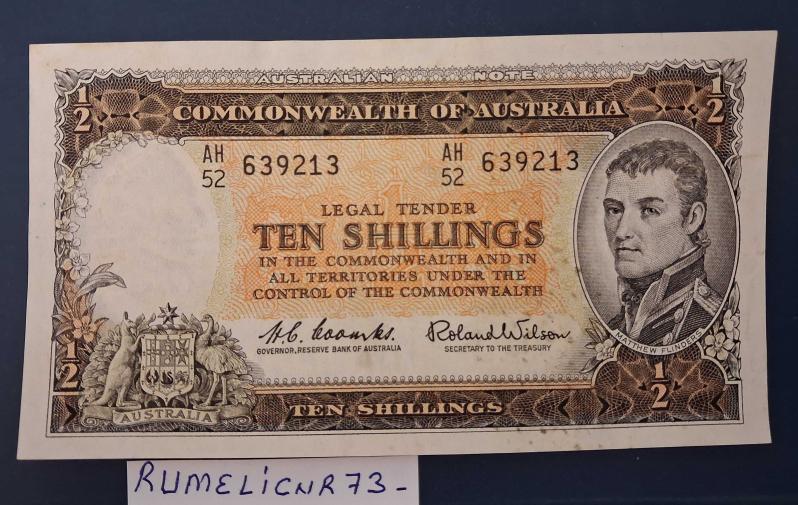 AUSTRALIAN NOTE
1/2 COMMONWEALTH OF AUSTRALIA 1/2
AH 52 639213 AH 52 639213
LEGAL TENDER
TEN SHILLINGS
IN THE COMMONWEALTH AND IN
ALL TERRITORIES UNDER THE
CONTROL OF THE COMMONWEALTH
H.C. Coombs. Roland Wilson
GOVERNOR, RESERVE BANK OF AUSTRALIA SECRETARY TO THE TREASURY
MATTHEW FLINDERS
1/2 1/2
AUSTRALIA
TEN SHILLINGS
RUMELiCNR73-